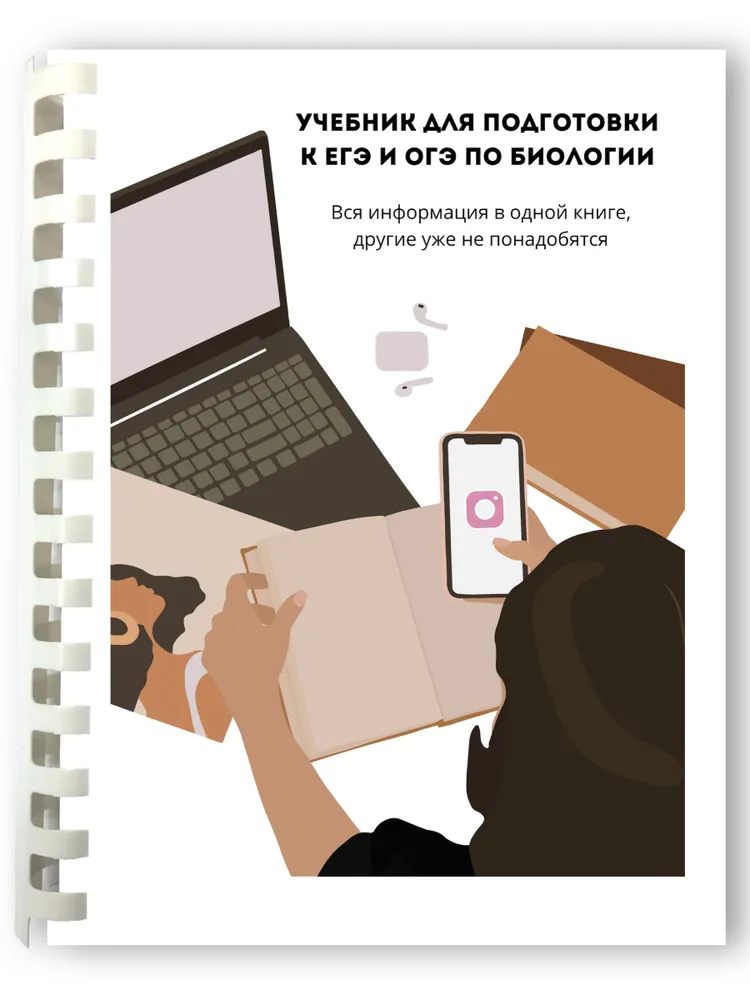 УЧЕБНИК ДЛЯ ПОДГОТОВКИ
К ЕГЭ И ОГЭ ПО БИОЛОГИИ
Вся информация в одной книге,
другие уже не понадобятся